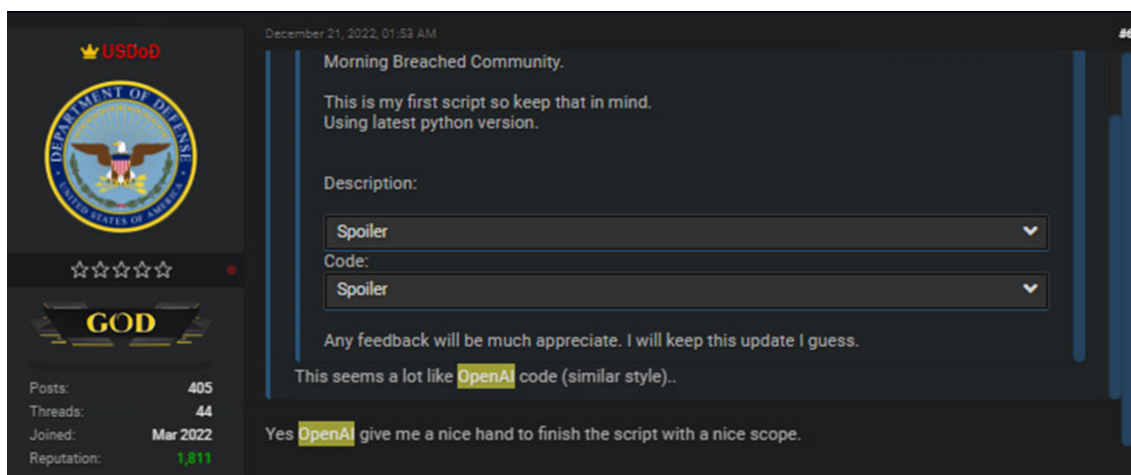 USDoD
DEPARTMENT OF DEFENSE
UNITED STATES OF AMERICA
GOD
Posts: 405
Threads: 44
Joined: Mar 2022
Reputation: 1,811
December 21, 2022, 01:53 AM
#6
Morning Breached Community.
This is my first script so keep that in mind.
Using latest python version.
Description:
Spoiler
Code:
Spoiler
Any feedback will be much appreciate. I will keep this update I guess.
This seems a lot like OpenAI code (similar style)..
Yes OpenAI give me a nice hand to finish the script with a nice scope.